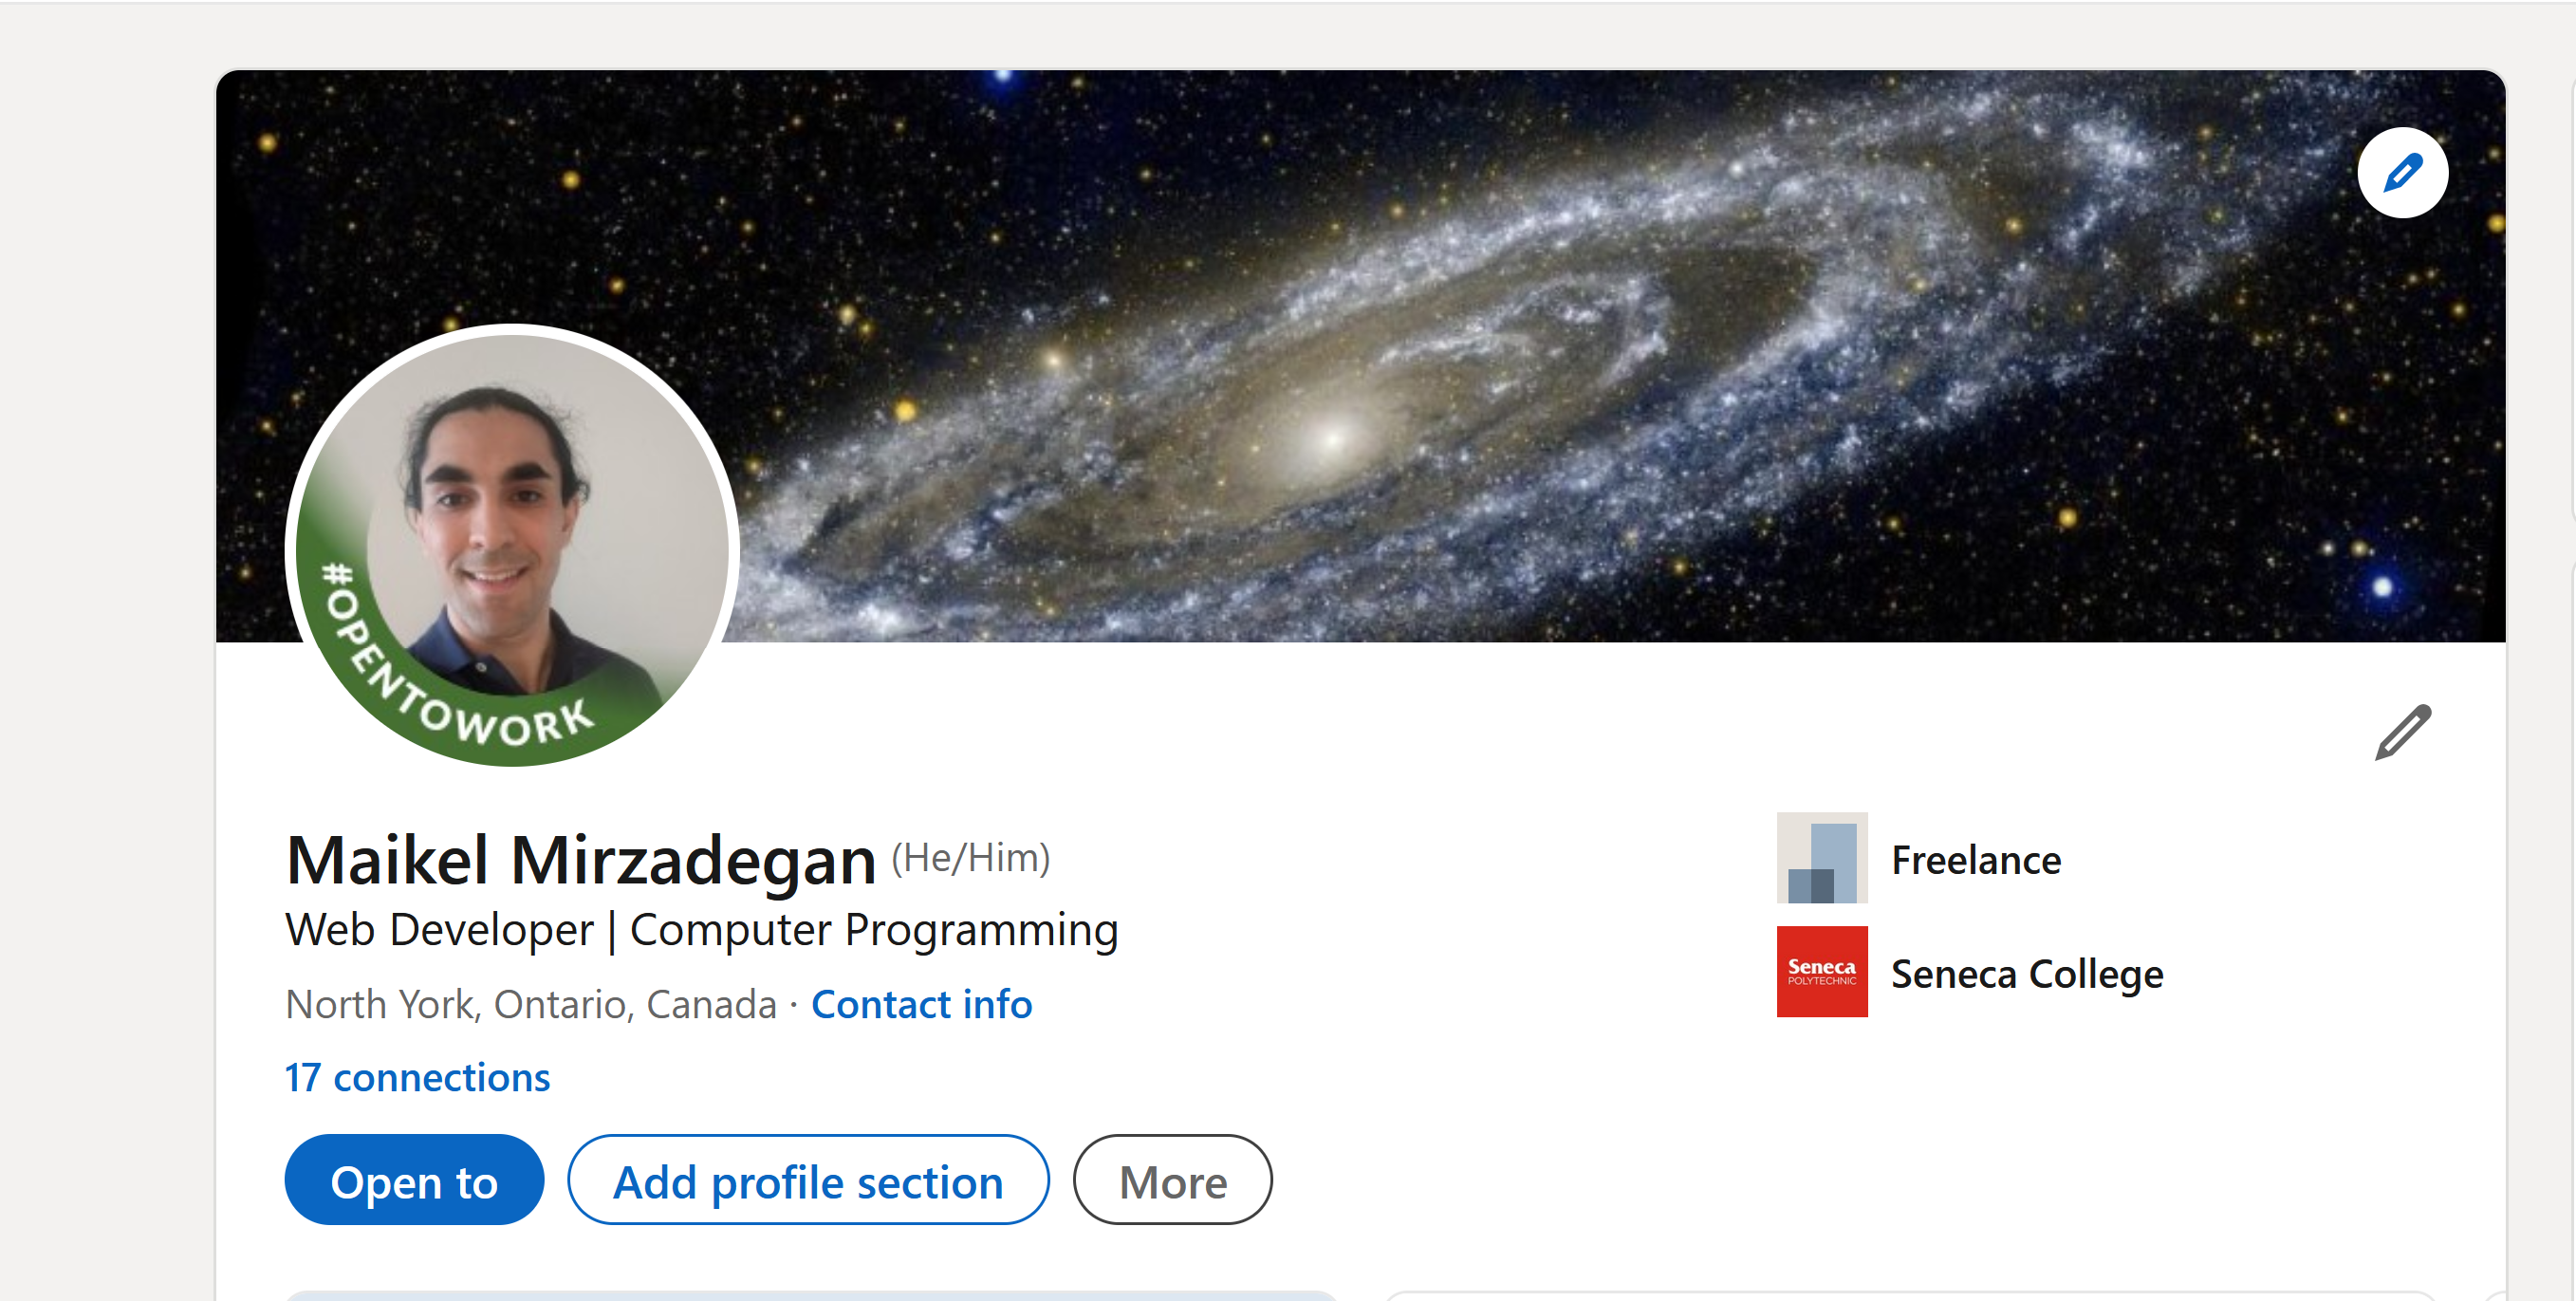 #OPENTOWORK
Maikel Mirzadegan (He/Him)
Web Developer | Computer Programming
North York, Ontario, Canada · Contact info
17 connections
Open to
Add profile section
More
Freelance
Seneca
POLYTECHNIC
Seneca College